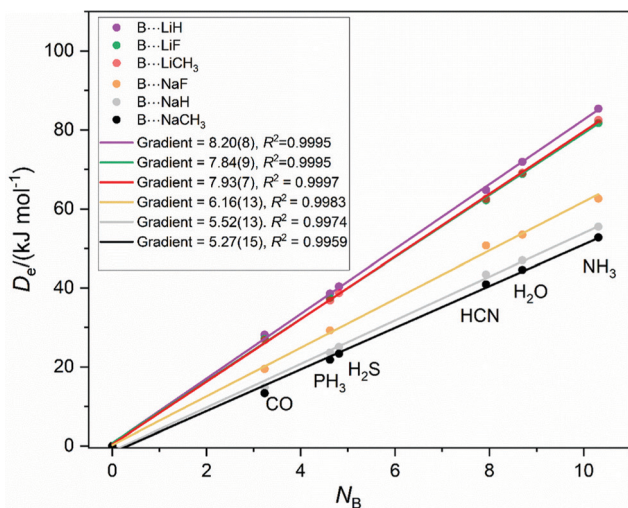 B···LiH
B···LiF
B···LiCH₃
B···NaF
B···NaH
B···NaCH₃
Gradient = 8.20(8), R²=0.9995
Gradient = 7.84(9), R²=0.9995
Gradient = 7.93(7), R² = 0.9997
Gradient = 6.16(13), R² = 0.9983
Gradient = 5.52(13). R² = 0.9974
Gradient = 5.27(15), R² = 0.9959
Dₑ/(kJ mol⁻¹)
100
80
60
40
20
0
CO
PH₃
H₂S
HCN
H₂O
NH₃
0
2
4
6
8
10
N_B